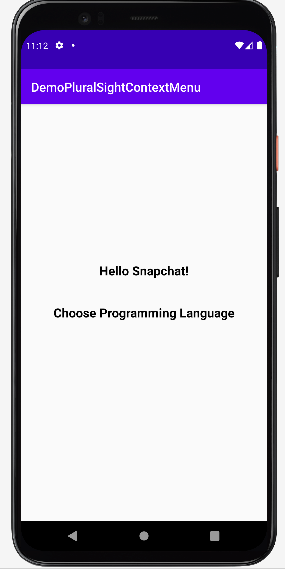 11:12
DemoPluralSightContextMenu
Hello Snapchat!
Choose Programming Language